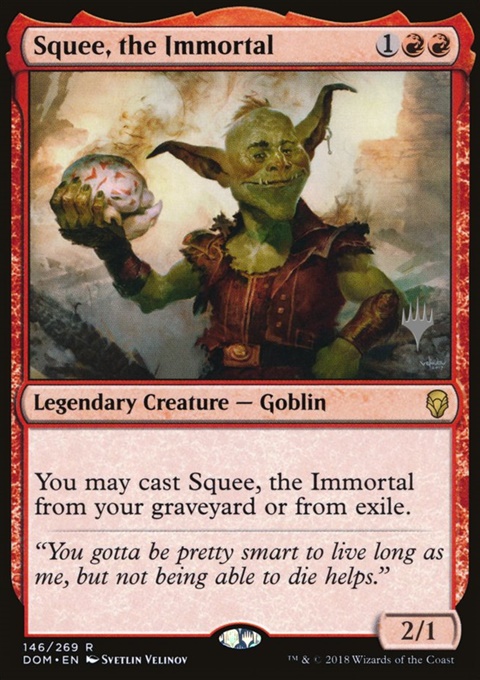 Squee, the Immortal 1
Legendary Creature — Goblin
You may cast Squee, the Immortal
from your graveyard or from exile.
“You gotta be pretty smart to live long as
me, but not being able to die helps.”
2/1
146/269 R
DOM • EN Svetlin Velinov
™ & © 2018 Wizards of the Coast